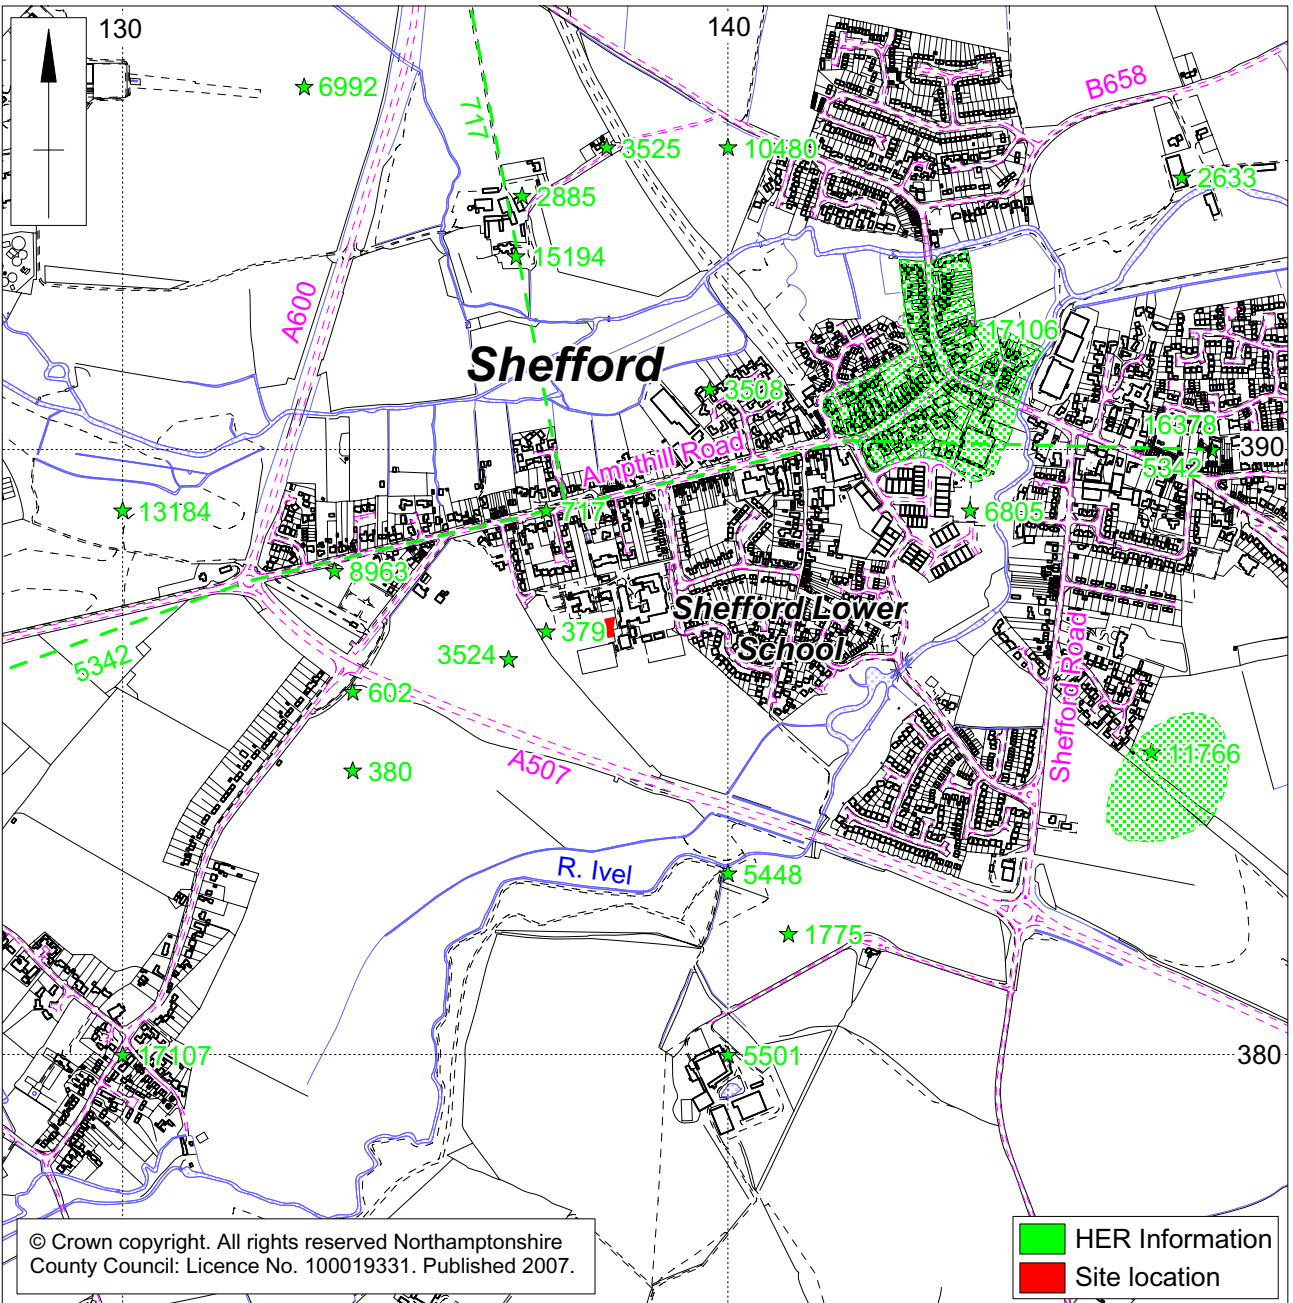 130
140
6992
717
B658
3525
10480
2885
2633
15194
A600
17106
Shefford
3508
16378
Ampthill Road
390
5342
13184
717
6805
8963
Shefford Lower
School
379
3524
5342
602
Shefford Road
380
A507
11766
R. Ivel
5448
1775
17107
5501
380
© Crown copyright. All rights reserved Northamptonshire
County Council: Licence No. 100019331. Published 2007.
HER Information
Site location